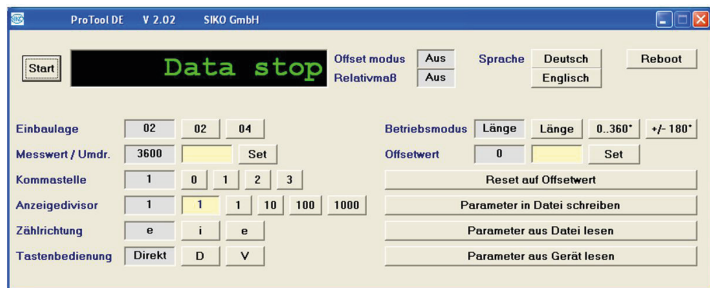 SIKO ProTool DE V 2.02 SIKO GmbH
Start Data stop Offset modus Aus Sprache Deutsch Reboot
Relativmaß Aus Englisch
Einbaulage 02 02 04 Betriebsmodus Länge Länge 0..360° +/- 180°
Messwert / Umdr. 3600 Set Offsetwert 0 Set
Kommastelle 1 0 1 2 3 Reset auf Offsetwert
Anzeigedivisor 1 1 1 10 100 1000 Parameter in Datei schreiben
Zählrichtung e i e Parameter aus Datei lesen
Tastenbedienung Direkt D V Parameter aus Gerät lesen